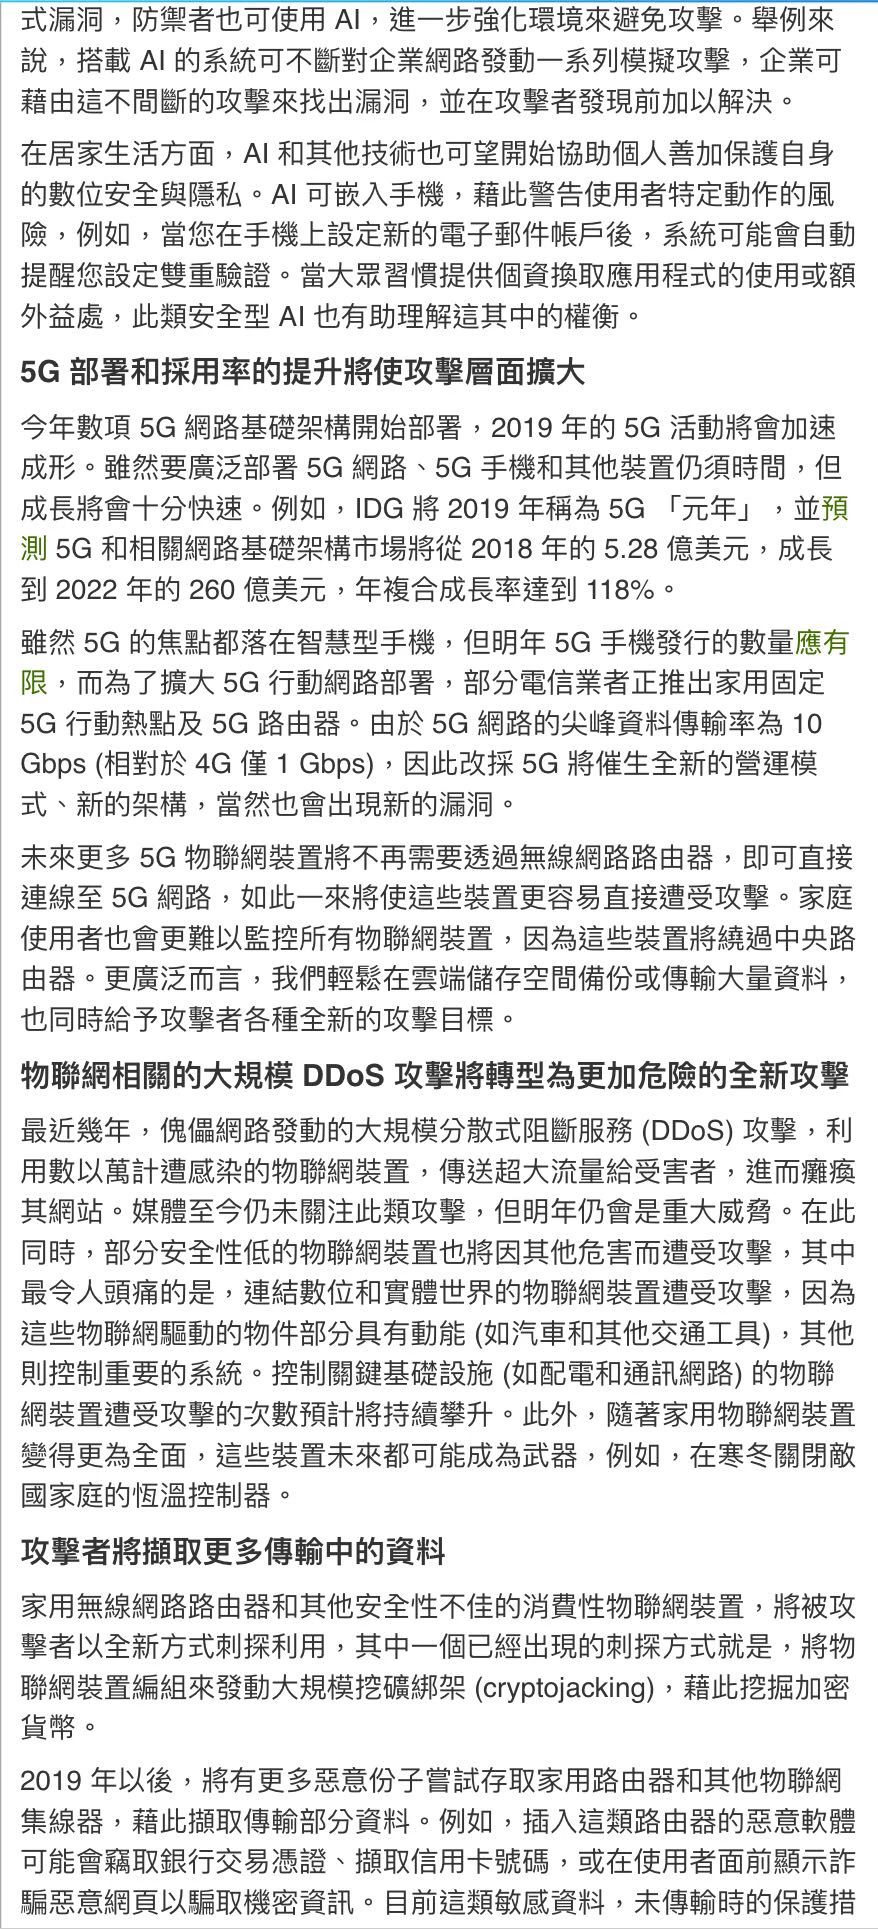 式漏洞，防禦者也可使用 AI，進一步強化環境來避免攻擊。舉例來
說，搭載 AI 的系統可不斷對企業網路發動一系列模擬攻擊，企業可
藉由這不間斷的攻擊來找出漏洞，並在攻擊者發現前加以解決。
在居家生活方面，AI 和其他技術也可望開始協助個人善加保護自身
的數位安全與隱私。AI 可嵌入手機，藉此警告使用者特定動作的風
險，例如，當您在手機上設定新的電子郵件帳戶後，系統可能會自動
提醒您設定雙重驗證。當大眾習慣提供個資換取應用程式的使用或額
外益處，此類安全型 AI 也有助理解這其中的權衡。
5G 部署和採用率的提升將使攻擊層面擴大
今年數項 5G 網路基礎架構開始部署，2019 年的 5G 活動將會加速
成形。雖然要廣泛部署 5G 網路、5G 手機和其他裝置仍須時間，但
成長將會十分快速。例如，IDG 將 2019 年稱為 5G 「元年」，並預
測 5G 和相關網路基礎架構市場將從 2018 年的 5.28 億美元，成長
到 2022 年的 260 億美元，年複合成長率達到 118%。
雖然 5G 的焦點都落在智慧型手機，但明年 5G 手機發行的數量應有
限，而為了擴大 5G 行動網路部署，部分電信業者正推出家用固定
5G 行動熱點及 5G 路由器。由於 5G 網路的尖峰資料傳輸率為 10
Gbps (相對於 4G 僅 1 Gbps)，因此改採 5G 將催生全新的營運模
式、新的架構，當然也會出現新的漏洞。
未來更多 5G 物聯網裝置將不再需要透過無線網路路由器，即可直接
連線至 5G 網路，如此一來將使這些裝置更容易直接遭受攻擊。家庭
使用者也會更難以監控所有物聯網裝置，因為這些裝置將繞過中央路
由器。更廣泛而言，我們輕鬆在雲端儲存空間備份或傳輸大量資料，
也同時給予攻擊者各種全新的攻擊目標。
物聯網相關的大規模 DDoS 攻擊將轉型為更加危險的全新攻擊
最近幾年，傀儡網路發動的大規模分散式阻斷服務 (DDoS) 攻擊，利
用數以萬計遭感染的物聯網裝置，傳送超大流量給受害者，進而癱瘓
其網站。媒體至今仍未關注此類攻擊，但明年仍會是重大威脅。在此
同時，部分安全性低的物聯網裝置也將因其他危害而遭受攻擊，其中
最令人頭痛的是，連結數位和實體世界的物聯網裝置遭受攻擊，因為
這些物聯網驅動的物件部分具有動能 (如汽車和其他交通工具)，其他
則控制重要的系統。控制關鍵基礎設施 (如配電和通訊網路) 的物聯
網裝置遭受攻擊的次數預計將持續攀升。此外，隨著家用物聯網裝置
變得更為全面，這些裝置未來都可能成為武器，例如，在寒冬關閉敵
國家庭的恆溫控制器。
攻擊者將擷取更多傳輸中的資料
家用無線網路路由器和其他安全性不佳的消費性物聯網裝置，將被攻
擊者以全新方式刺探利用，其中一個已經出現的刺探方式就是，將物
聯網裝置編組來發動大規模挖礦綁架 (cryptojacking)，藉此挖掘加密
貨幣。
2019 年以後，將有更多惡意份子嘗試存取家用路由器和其他物聯網
集線器，藉此擷取傳輸部分資料。例如，插入這類路由器的惡意軟體
可能會竊取銀行交易憑證、擷取信用卡號碼，或在使用者面前顯示詐
騙惡意網頁以騙取機密資訊。目前這類敏感資料，未傳輸時的保護措